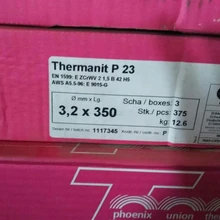 Thermanit P 23
EN 1599: E ZCrWV 2 1,5 B 42 H5
AWS A5.5-96: E 9015-G
Ø mm × Lg.
3,2 x 350
Scha / boxes: 3
Stk./ pcs: 375
kg: 12.6
1117345
P
phoenix union ther